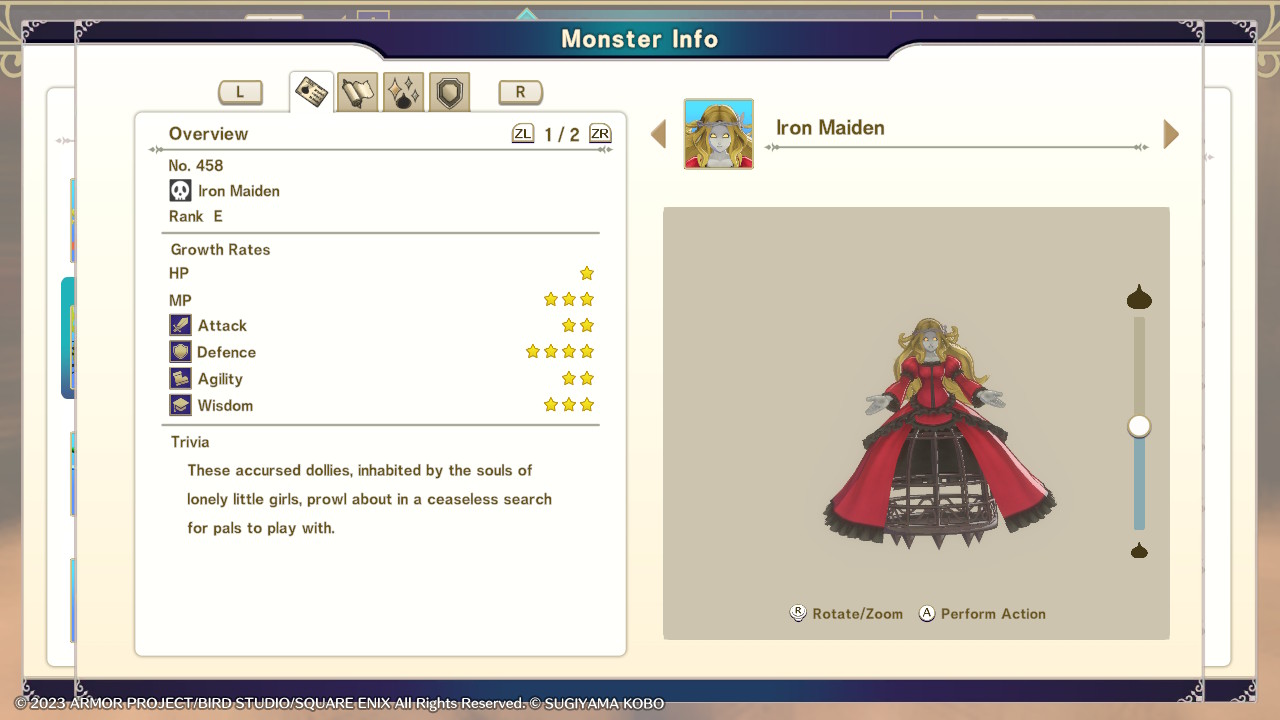 Monster Info
L
R
Overview
ZL 1 / 2 ZR
No. 458
Iron Maiden
Rank E
Growth Rates
HP
MP
Attack
Defence
Agility
Wisdom
Trivia
These accursed dollies, inhabited by the souls of
lonely little girls, prowl about in a ceaseless search
for pals to play with.
Iron Maiden
R Rotate/Zoom A Perform Action
© 2023 ARMOR PROJECT/BIRD STUDIO/SQUARE ENIX All Rights Reserved. © SUGIYAMA KOBO